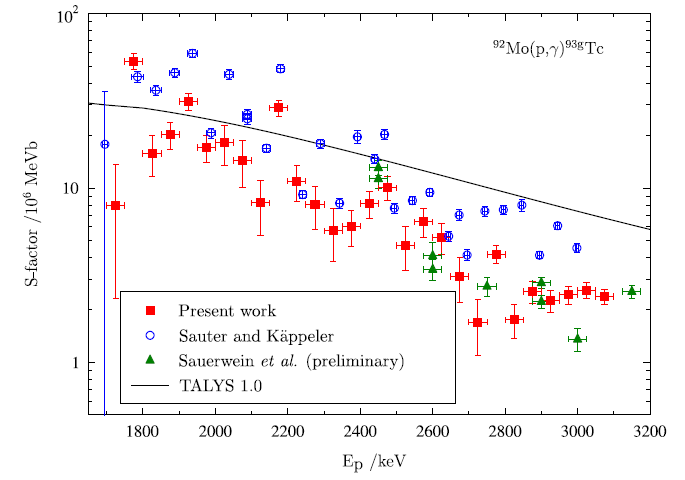 10²
⁹²Mo(p,γ)⁹³ᵍTc
10
1
S-factor /10⁶ MeVb
Present work
Sauter and Käppeler
Sauerwein et al. (preliminary)
TALYS 1.0
1800 2000 2200 2400 2600 2800 3000 3200
Eₚ /keV